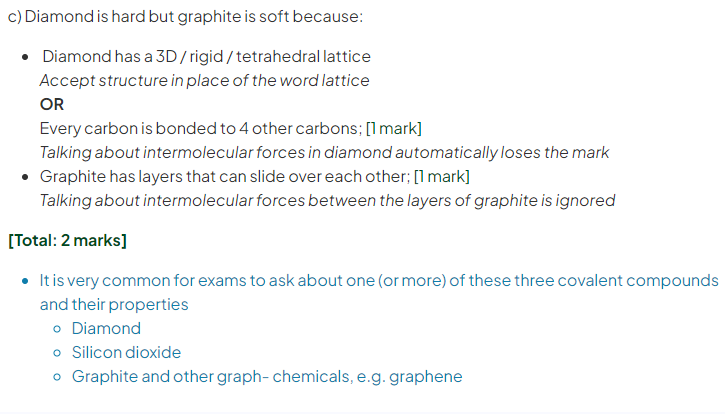 c) Diamond is hard but graphite is soft because:
• Diamond has a 3D / rigid / tetrahedral lattice
Accept structure in place of the word lattice
OR
Every carbon is bonded to 4 other carbons; [1 mark]
Talking about intermolecular forces in diamond automatically loses the mark
• Graphite has layers that can slide over each other; [1 mark]
Talking about intermolecular forces between the layers of graphite is ignored
[Total: 2 marks]
• It is very common for exams to ask about one (or more) of these three covalent compounds
and their properties
◦ Diamond
◦ Silicon dioxide
◦ Graphite and other graph- chemicals, e.g. graphene